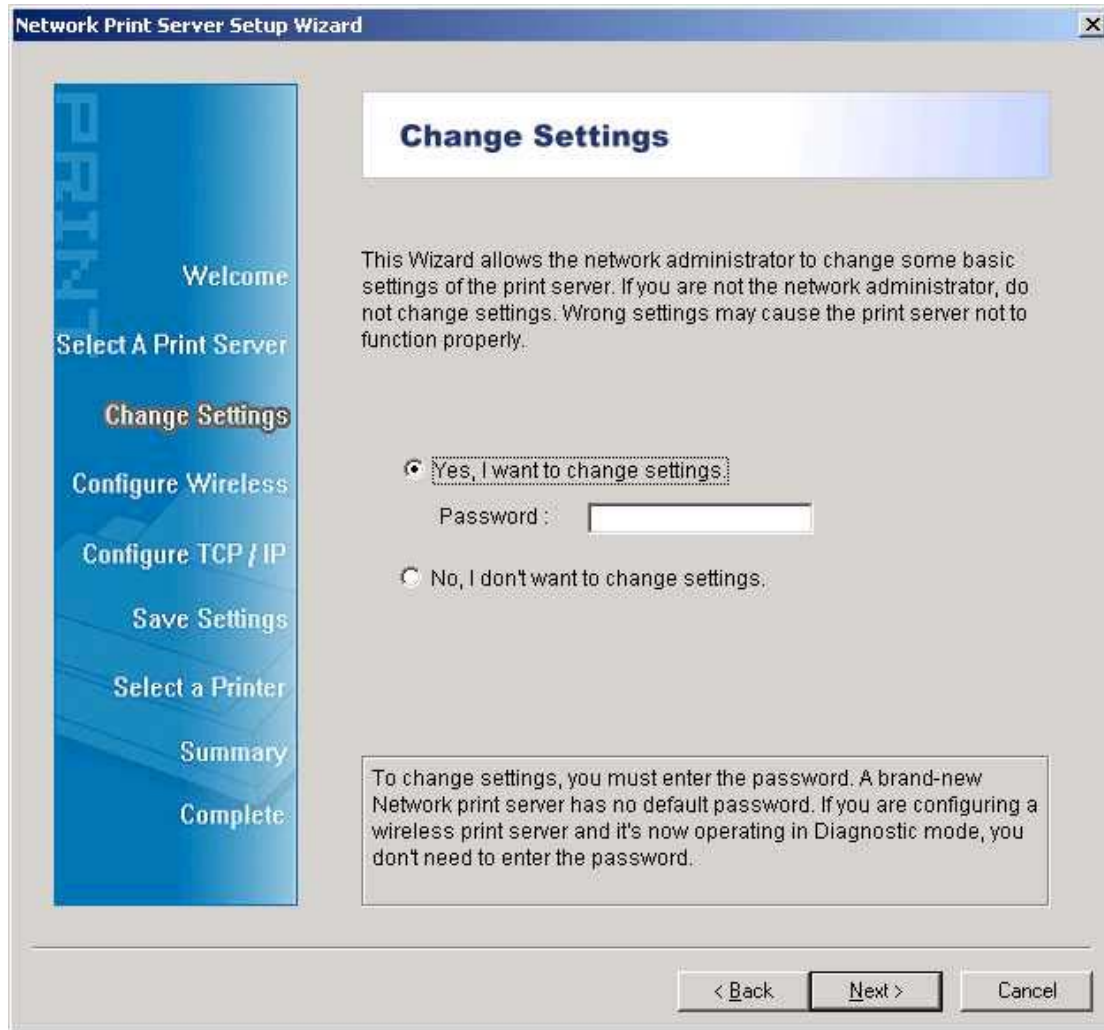 Network Print Server Setup Wizard
PRINT
Welcome
Select A Print Server
Change Settings
Configure Wireless
Configure TCP / IP
Save Settings
Select a Printer
Summary
Complete
Change Settings
This Wizard allows the network administrator to change some basic
settings of the print server. If you are not the network administrator, do
not change settings. Wrong settings may cause the print server not to
function properly.
Yes, I want to change settings.
Password :
No, I don't want to change settings.
To change settings, you must enter the password. A brand-new
Network print server has no default password. If you are configuring a
wireless print server and it's now operating in Diagnostic mode, you
don't need to enter the password.
< Back
Next >
Cancel